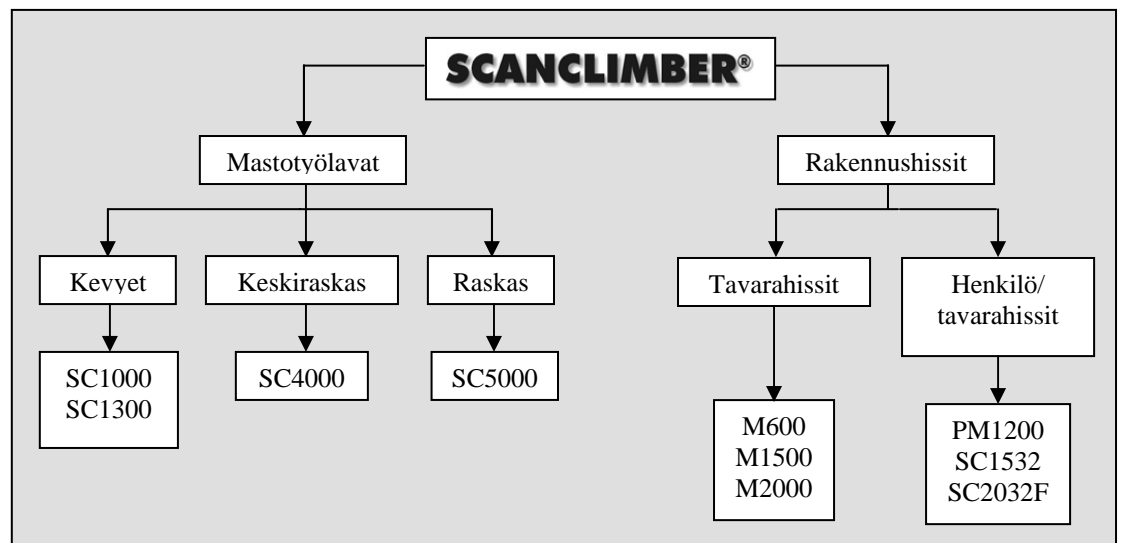 SCANCLIMBER®
Mastotyölavat
Rakennushissit
Kevyet
Keskiraskas
Raskas
Tavarahissit
Henkilö/
tavarahissit
SC1000
SC1300
SC4000
SC5000
M600
M1500
M2000
PM1200
SC1532
SC2032F